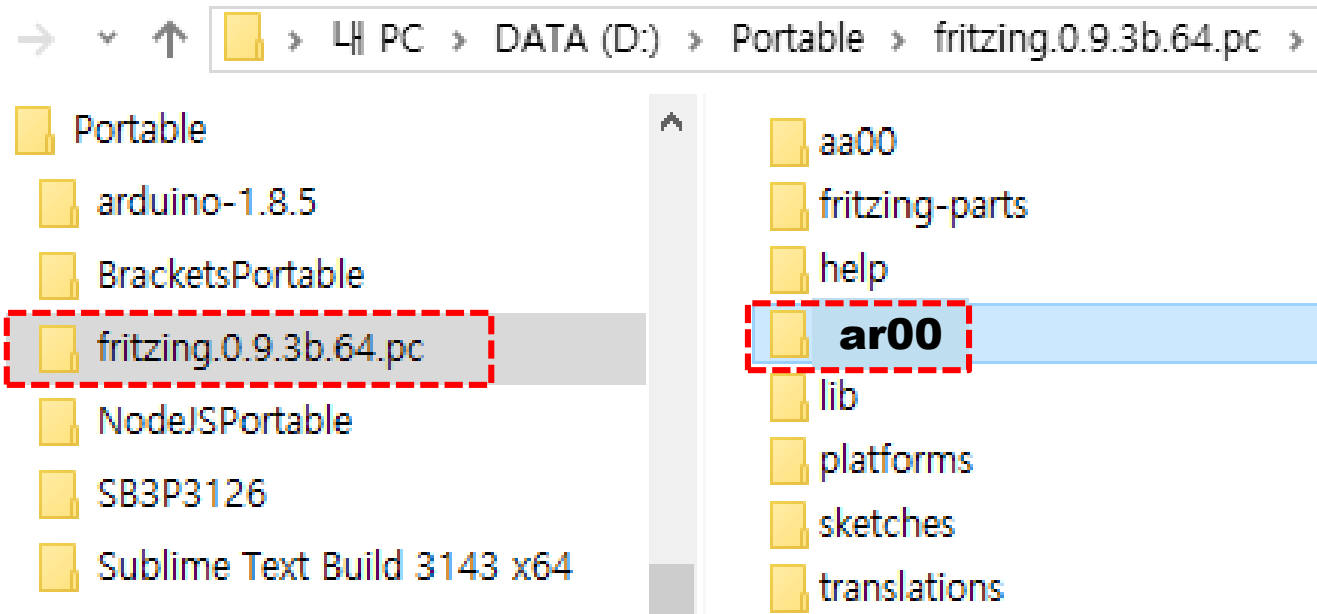 내 PC > DATA (D:) > Portable > fritzing.0.9.3b.64.pc >
Portable
arduino-1.8.5
BracketsPortable
fritzing.0.9.3b.64.pc
NodeJSPortable
SB3P3126
Sublime Text Build 3143 x64
aa00
fritzing-parts
help
ar00
lib
platforms
sketches
translations